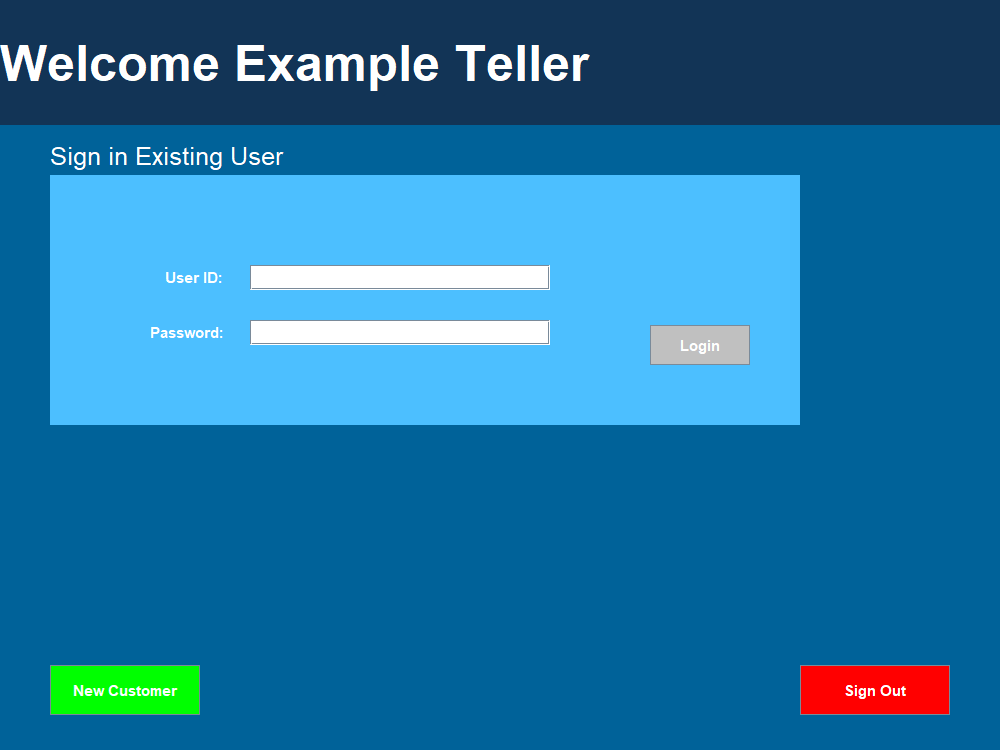 Welcome Example Teller
Sign in Existing User
User ID:
Password:
Login
New Customer
Sign Out